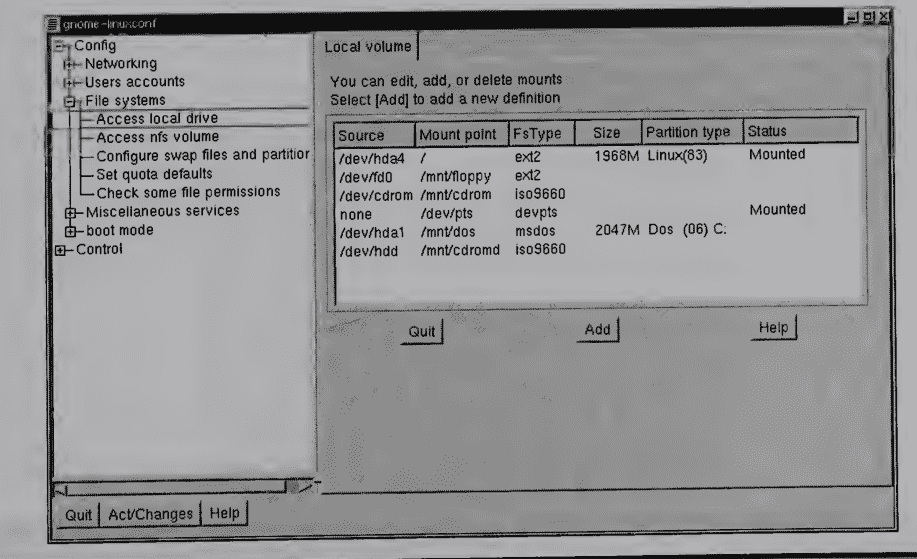 gnome-linuxconf
Config
Networking
Users accounts
File systems
Access local drive
Access nfs volume
Configure swap files and partition
Set quota defaults
Check some file permissions
Miscellaneous services
boot mode
Control
Local volume
You can edit, add, or delete mounts
Select [Add] to add a new definition
Source Mount point FsType Size Partition type Status
/dev/hda4 / ext2 1968M Linux(83) Mounted
/dev/fd0 /mnt/floppy ext2
/dev/cdrom /mnt/cdrom iso9660
none /dev/pts devpts Mounted
/dev/hda1 /mnt/dos msdos 2047M Dos (06) C:
/dev/hdd /mnt/cdromd iso9660
Quit Add Help
Quit Act/Changes Help